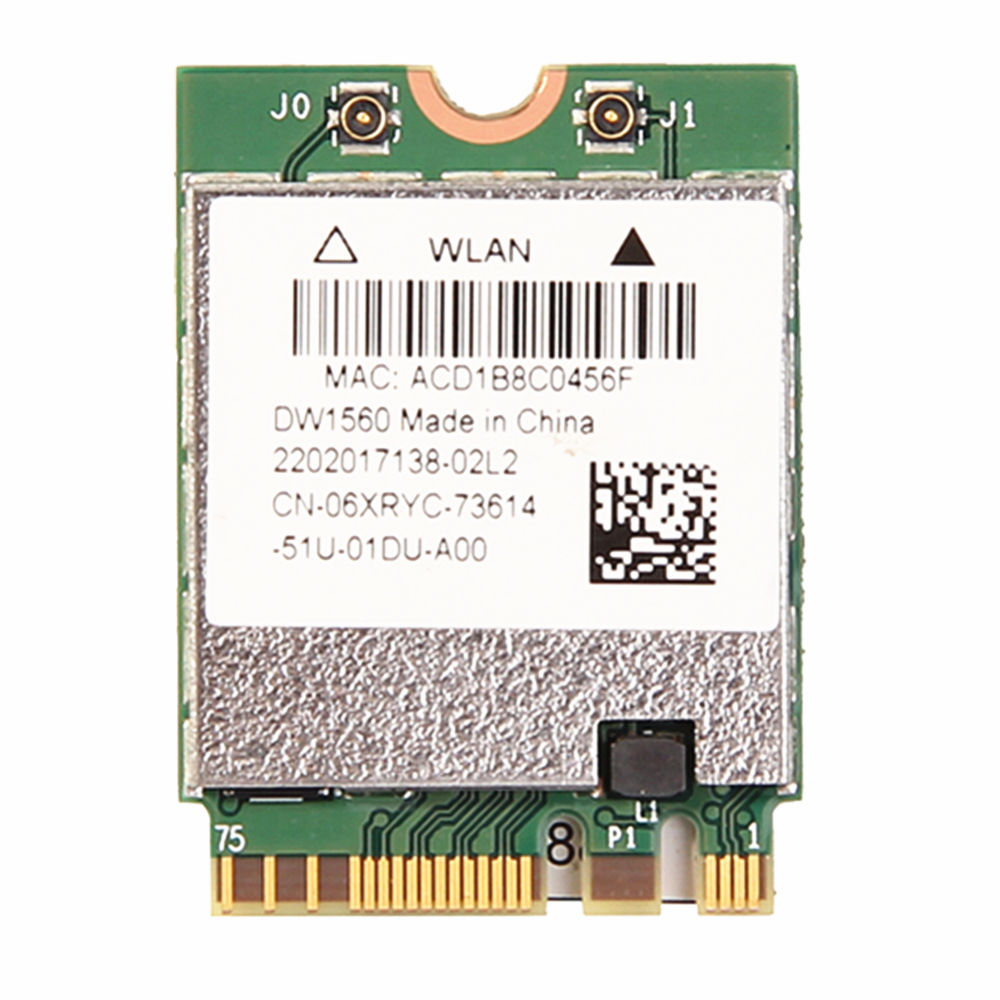 J0 J1
WLAN
MAC: ACD1B8C0456F
DW1560 Made in China
2202017138-02L2
CN-06XRYC-73614
-51U-01DU-A00
L1
75 8 P1 1